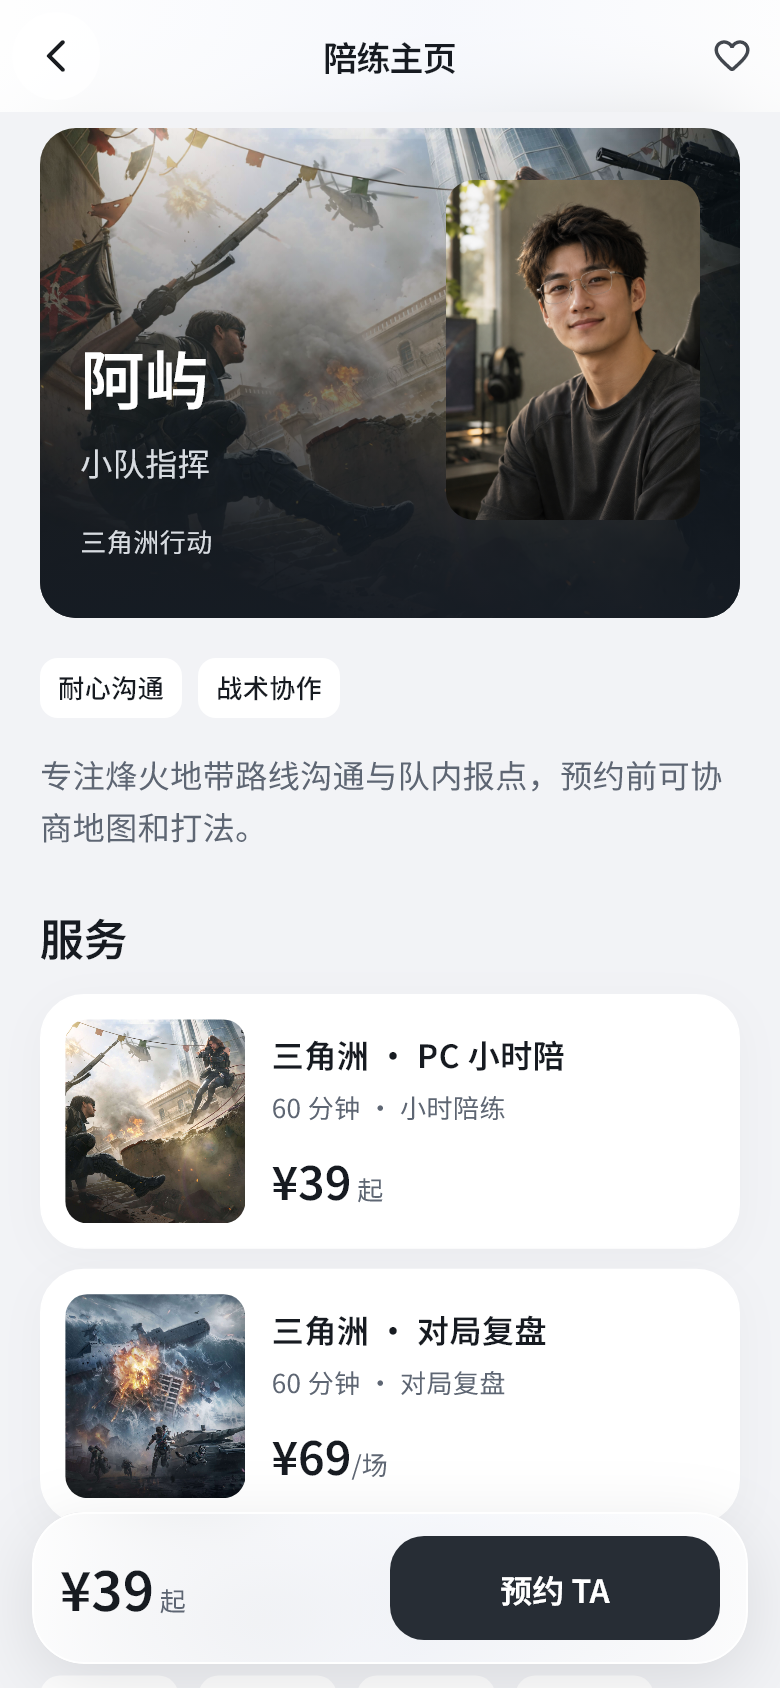 陪练主页
阿屿
小队指挥
三角洲行动
耐心沟通
战术协作
专注烽火地带路线沟通与队内报点，预约前可协
商地图和打法。
服务
三角洲 · PC 小时陪
60 分钟 · 小时陪练
¥39 起
三角洲 · 对局复盘
60 分钟 · 对局复盘
¥69/场
¥39 起
预约 TA